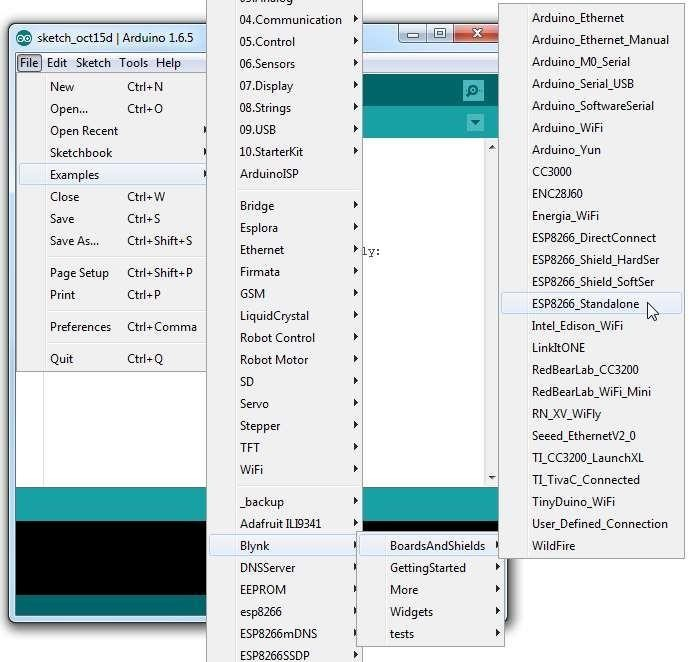 sketch_oct15d | Arduino 1.6.5
File Edit Sketch Tools Help
New Ctrl+N
Open... Ctrl+O
Open Recent
Sketchbook
Examples
Close Ctrl+W
Save Ctrl+S
Save As... Ctrl+Shift+S
Page Setup Ctrl+Shift+P
Print Ctrl+P
Preferences Ctrl+Comma
Quit Ctrl+Q
04.Communication
05.Control
06.Sensors
07.Display
08.Strings
09.USB
10.StarterKit
ArduinoISP
Bridge
Esplora
Ethernet
Firmata
GSM
LiquidCrystal
Robot Control
Robot Motor
SD
Servo
Stepper
TFT
WiFi
_backup
Adafruit ILI9341
Blynk
DNSServer
EEPROM
esp8266
ESP8266mDNS
ESP8266SSDP
ly:
BoardsAndShields
GettingStarted
More
Widgets
tests
Arduino_Ethernet
Arduino_Ethernet_Manual
Arduino_M0_Serial
Arduino_Serial_USB
Arduino_SoftwareSerial
Arduino_WiFi
Arduino_Yun
CC3000
ENC28J60
Energia_WiFi
ESP8266_DirectConnect
ESP8266_Shield_HardSer
ESP8266_Shield_SoftSer
ESP8266_Standalone
Intel_Edison_WiFi
LinkItONE
RedBearLab_CC3200
RedBearLab_WiFi_Mini
RN_XV_WiFly
Seeed_EthernetV2_0
TI_CC3200_LaunchXL
TI_TivaC_Connected
TinyDuino_WiFi
User_Defined_Connection
WildFire